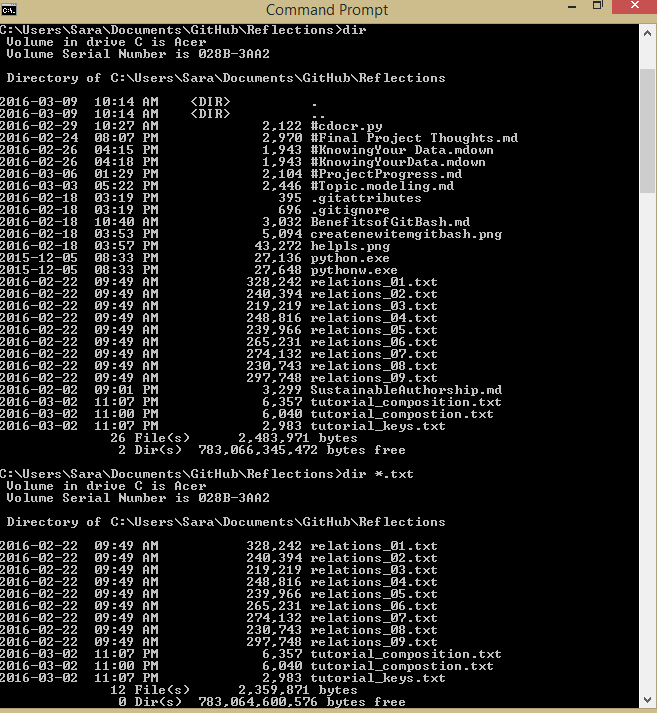 Command Prompt
C:\Users\Sara\Documents\GitHub\Reflections>dir
 Volume in drive C is Acer
 Volume Serial Number is 028B-3AA2
 Directory of C:\Users\Sara\Documents\GitHub\Reflections
2016-03-09  10:14 AM    <DIR>          .
2016-03-09  10:14 AM    <DIR>          ..
2016-02-29  10:27 AM             2,122 #cdocr.py
2016-02-24  08:07 PM             2,970 #Final Project Thoughts.md
2016-02-26  04:15 PM             1,943 #KnowingYour Data.mdown
2016-02-26  04:18 PM             1,943 #KnowingYourData.mdown
2016-03-06  01:29 PM             2,104 #ProjectProgress.md
2016-03-03  05:22 PM             2,446 #Topic.modeling.md
2016-02-18  03:19 PM               395 .gitattributes
2016-02-18  03:19 PM               696 .gitignore
2016-02-18  10:40 AM             3,032 BenefitsofGitBash.md
2016-02-18  03:53 PM             5,094 createnewitemgitbash.png
2016-02-18  03:57 PM            43,272 helpls.png
2015-12-05  08:33 PM            27,136 python.exe
2015-12-05  08:33 PM            27,648 pythonw.exe
2016-02-22  09:49 AM           328,242 relations_01.txt
2016-02-22  09:49 AM           240,394 relations_02.txt
2016-02-22  09:49 AM           219,219 relations_03.txt
2016-02-22  09:49 AM           248,816 relations_04.txt
2016-02-22  09:49 AM           239,966 relations_05.txt
2016-02-22  09:49 AM           265,231 relations_06.txt
2016-02-22  09:49 AM           274,132 relations_07.txt
2016-02-22  09:49 AM           230,743 relations_08.txt
2016-02-22  09:49 AM           297,748 relations_09.txt
2016-02-02  09:01 PM             3,299 SustainableAuthorship.md
2016-03-02  11:07 PM             6,357 tutorial_composition.txt
2016-03-02  11:00 PM             6,040 tutorial_compostion.txt
2016-03-02  11:07 PM             2,983 tutorial_keys.txt
              26 File(s)      2,483,971 bytes
               2 Dir(s)  783,066,345,472 bytes free
C:\Users\Sara\Documents\GitHub\Reflections>dir *.txt
 Volume in drive C is Acer
 Volume Serial Number is 028B-3AA2
 Directory of C:\Users\Sara\Documents\GitHub\Reflections
2016-02-22  09:49 AM           328,242 relations_01.txt
2016-02-22  09:49 AM           240,394 relations_02.txt
2016-02-22  09:49 AM           219,219 relations_03.txt
2016-02-22  09:49 AM           248,816 relations_04.txt
2016-02-22  09:49 AM           239,966 relations_05.txt
2016-02-22  09:49 AM           265,231 relations_06.txt
2016-02-22  09:49 AM           274,132 relations_07.txt
2016-02-22  09:49 AM           230,743 relations_08.txt
2016-02-22  09:49 AM           297,748 relations_09.txt
2016-03-02  11:07 PM             6,357 tutorial_composition.txt
2016-03-02  11:00 PM             6,040 tutorial_compostion.txt
2016-03-02  11:07 PM             2,983 tutorial_keys.txt
              12 File(s)      2,359,871 bytes
               0 Dir(s)  783,064,600,576 bytes free